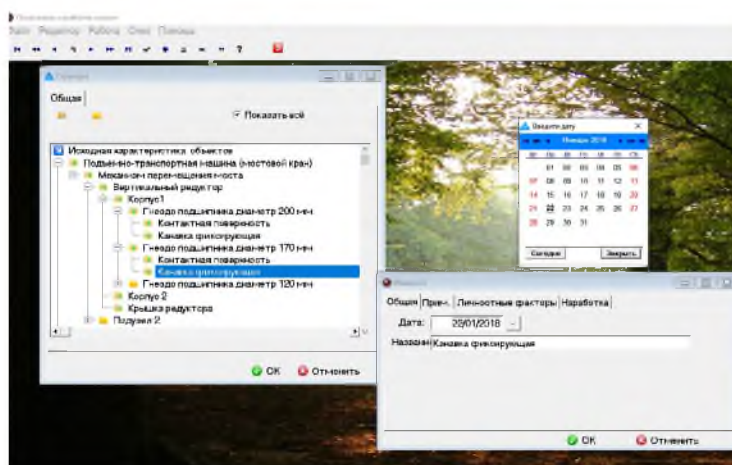 Файл Редактор Работа Окно Помощь
?
Общая
Показать всё
Исходная характеристика объектов
Подъемно-транспортная машина (мостовой кран)
Механизм перемещения моста
Вертикальный редуктор
Корпус1
Гнездо подшипника диаметр 200 мм
Контактная поверхность
Канавка фиксирующая
Гнездо подшипника диаметр 170 мм
Контактная поверхность
Канавка фиксирующая
Гнездо подшипника диаметр 120 мм
Корпус 2
Крышка редуктора
Подузел 2
OK Отменить
Введите дату
Январь 2018
01 02 03 04 05 06
07 08 09 10 11 12 13
14 15 16 17 18 19 20
21 22 23 24 25 26 27
28 29 30 31
Сегодня Закрыть
Общая Прим. Личностные факторы Наработка
Дата: 22/01/2018
Названи Канавка фиксирующая
OK Отменить